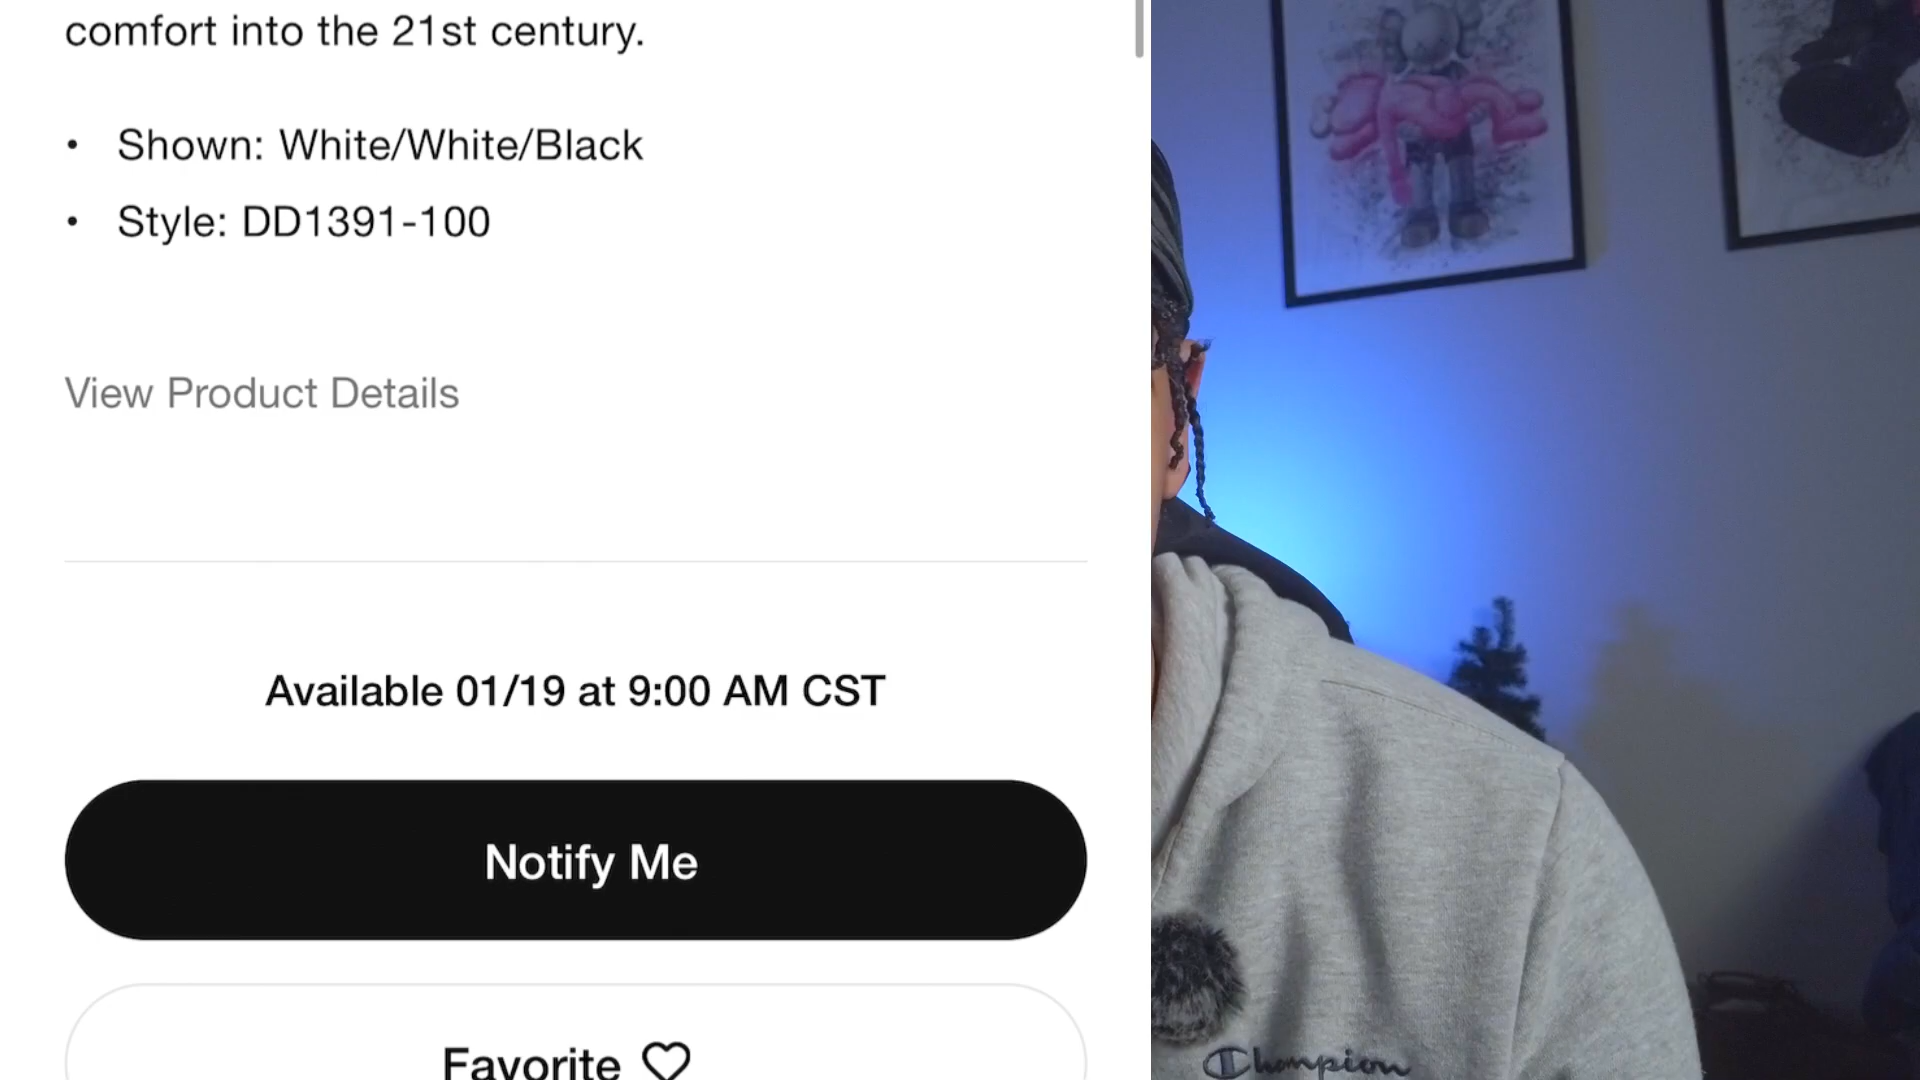 comfort into the 21st century.
• Shown: White/White/Black
• Style: DD1391-100
View Product Details
Available 01/19 at 9:00 AM CST
Notify Me
Favorite
Champion